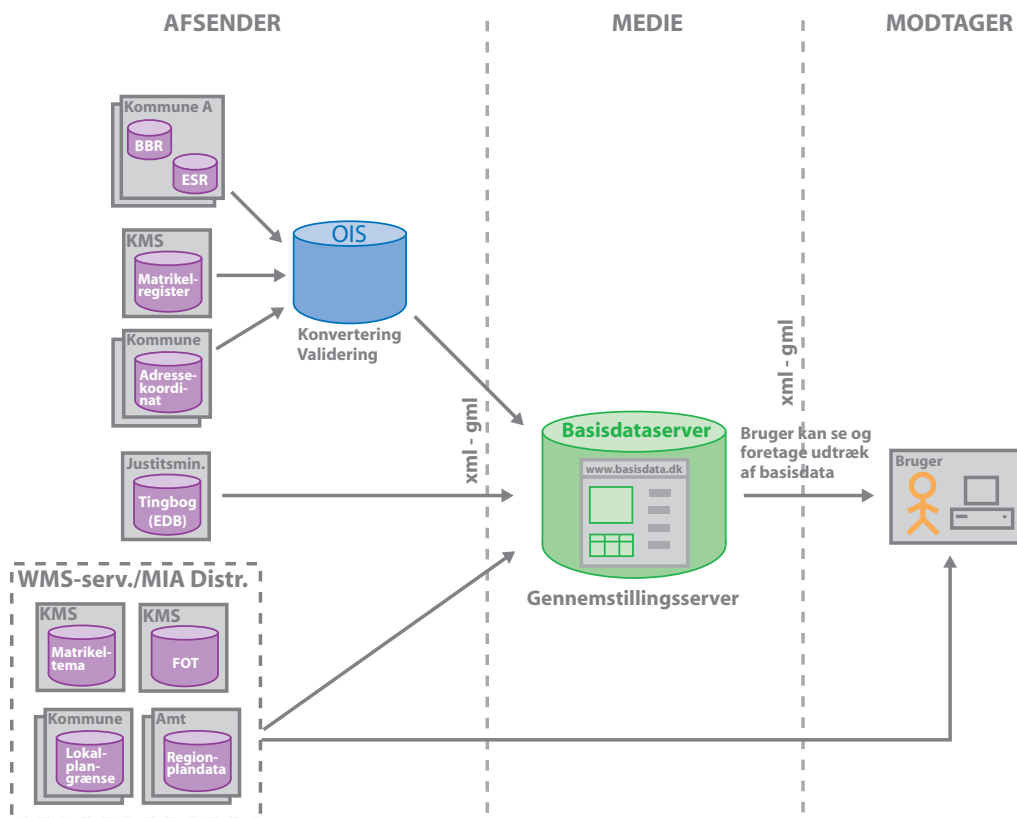 AFSENDER
MEDIE
MODTAGER
Kommune A
BBR
ESR
KMS
Matrikel-
register
Kommune
Adresse-
koordi-
nat
OIS
Konvertering
Validering
Justitsmin.
Tingbog
(EDB)
xml - gml
Basisdataserver
www.basisdata.dk
Gennemstillingsserver
xml - gml
Bruger kan se og
foretage udtræk
af basisdata
Bruger
WMS-serv./MIA Distr.
KMS
Matrikel-
tema
KMS
FOT
Kommune
Lokal-
plan-
grænse
Amt
Region-
plandata